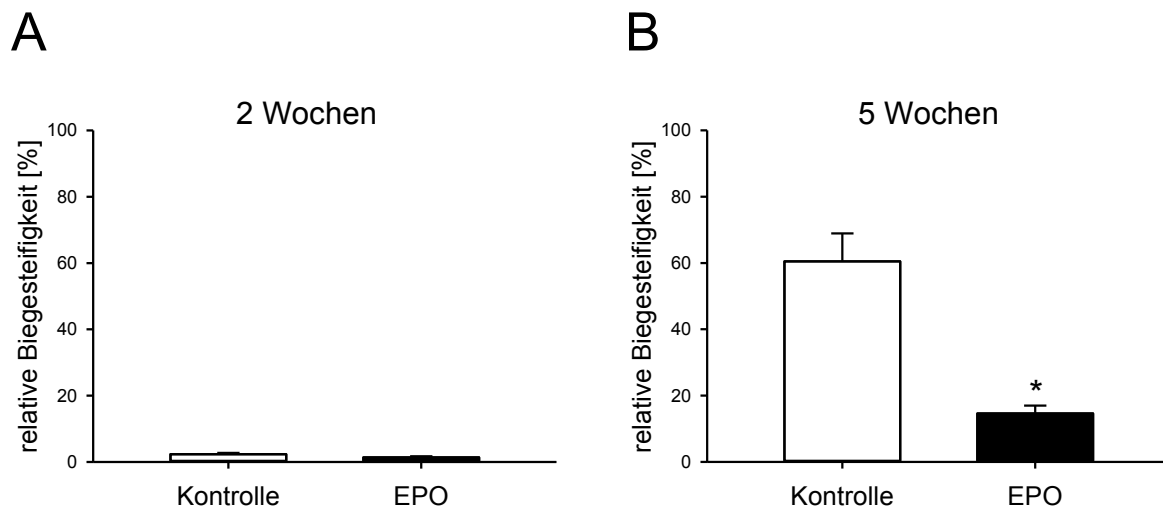 A
2 Wochen
relative Biegesteifigkeit [%]
100
80
60
40
20
0
Kontrolle
EPO
B
5 Wochen
relative Biegesteifigkeit [%]
100
80
60
40
20
0
*
Kontrolle
EPO